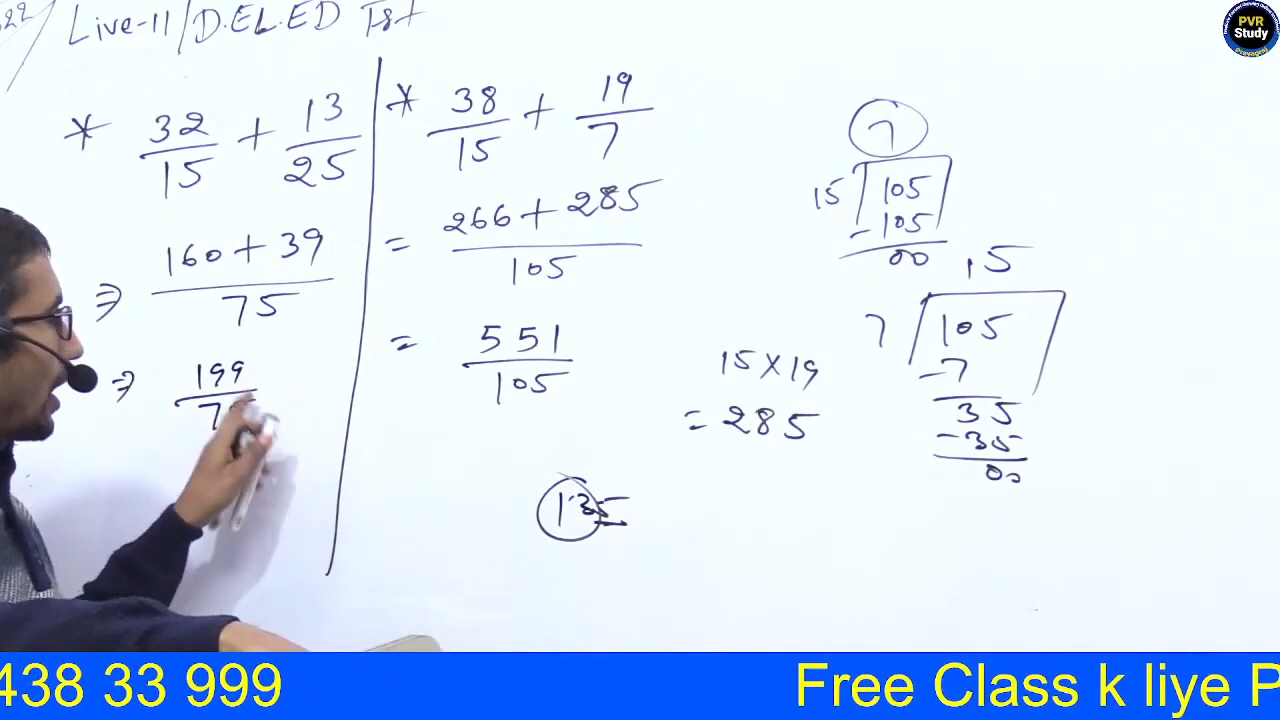 Live-11/D.EL.ED Ist
* 32/15 + 13/25
⇒ 160 + 39 / 75
⇒ 199 / 7
* 38/15 + 19/7
= 266 + 285 / 105
= 551 / 105
15 × 19
= 285
7
15 105
-105
00
15
7 105
-7
35
-35
00
PVR
Study
Prayagraj
438 33 999
Free Class k liye P